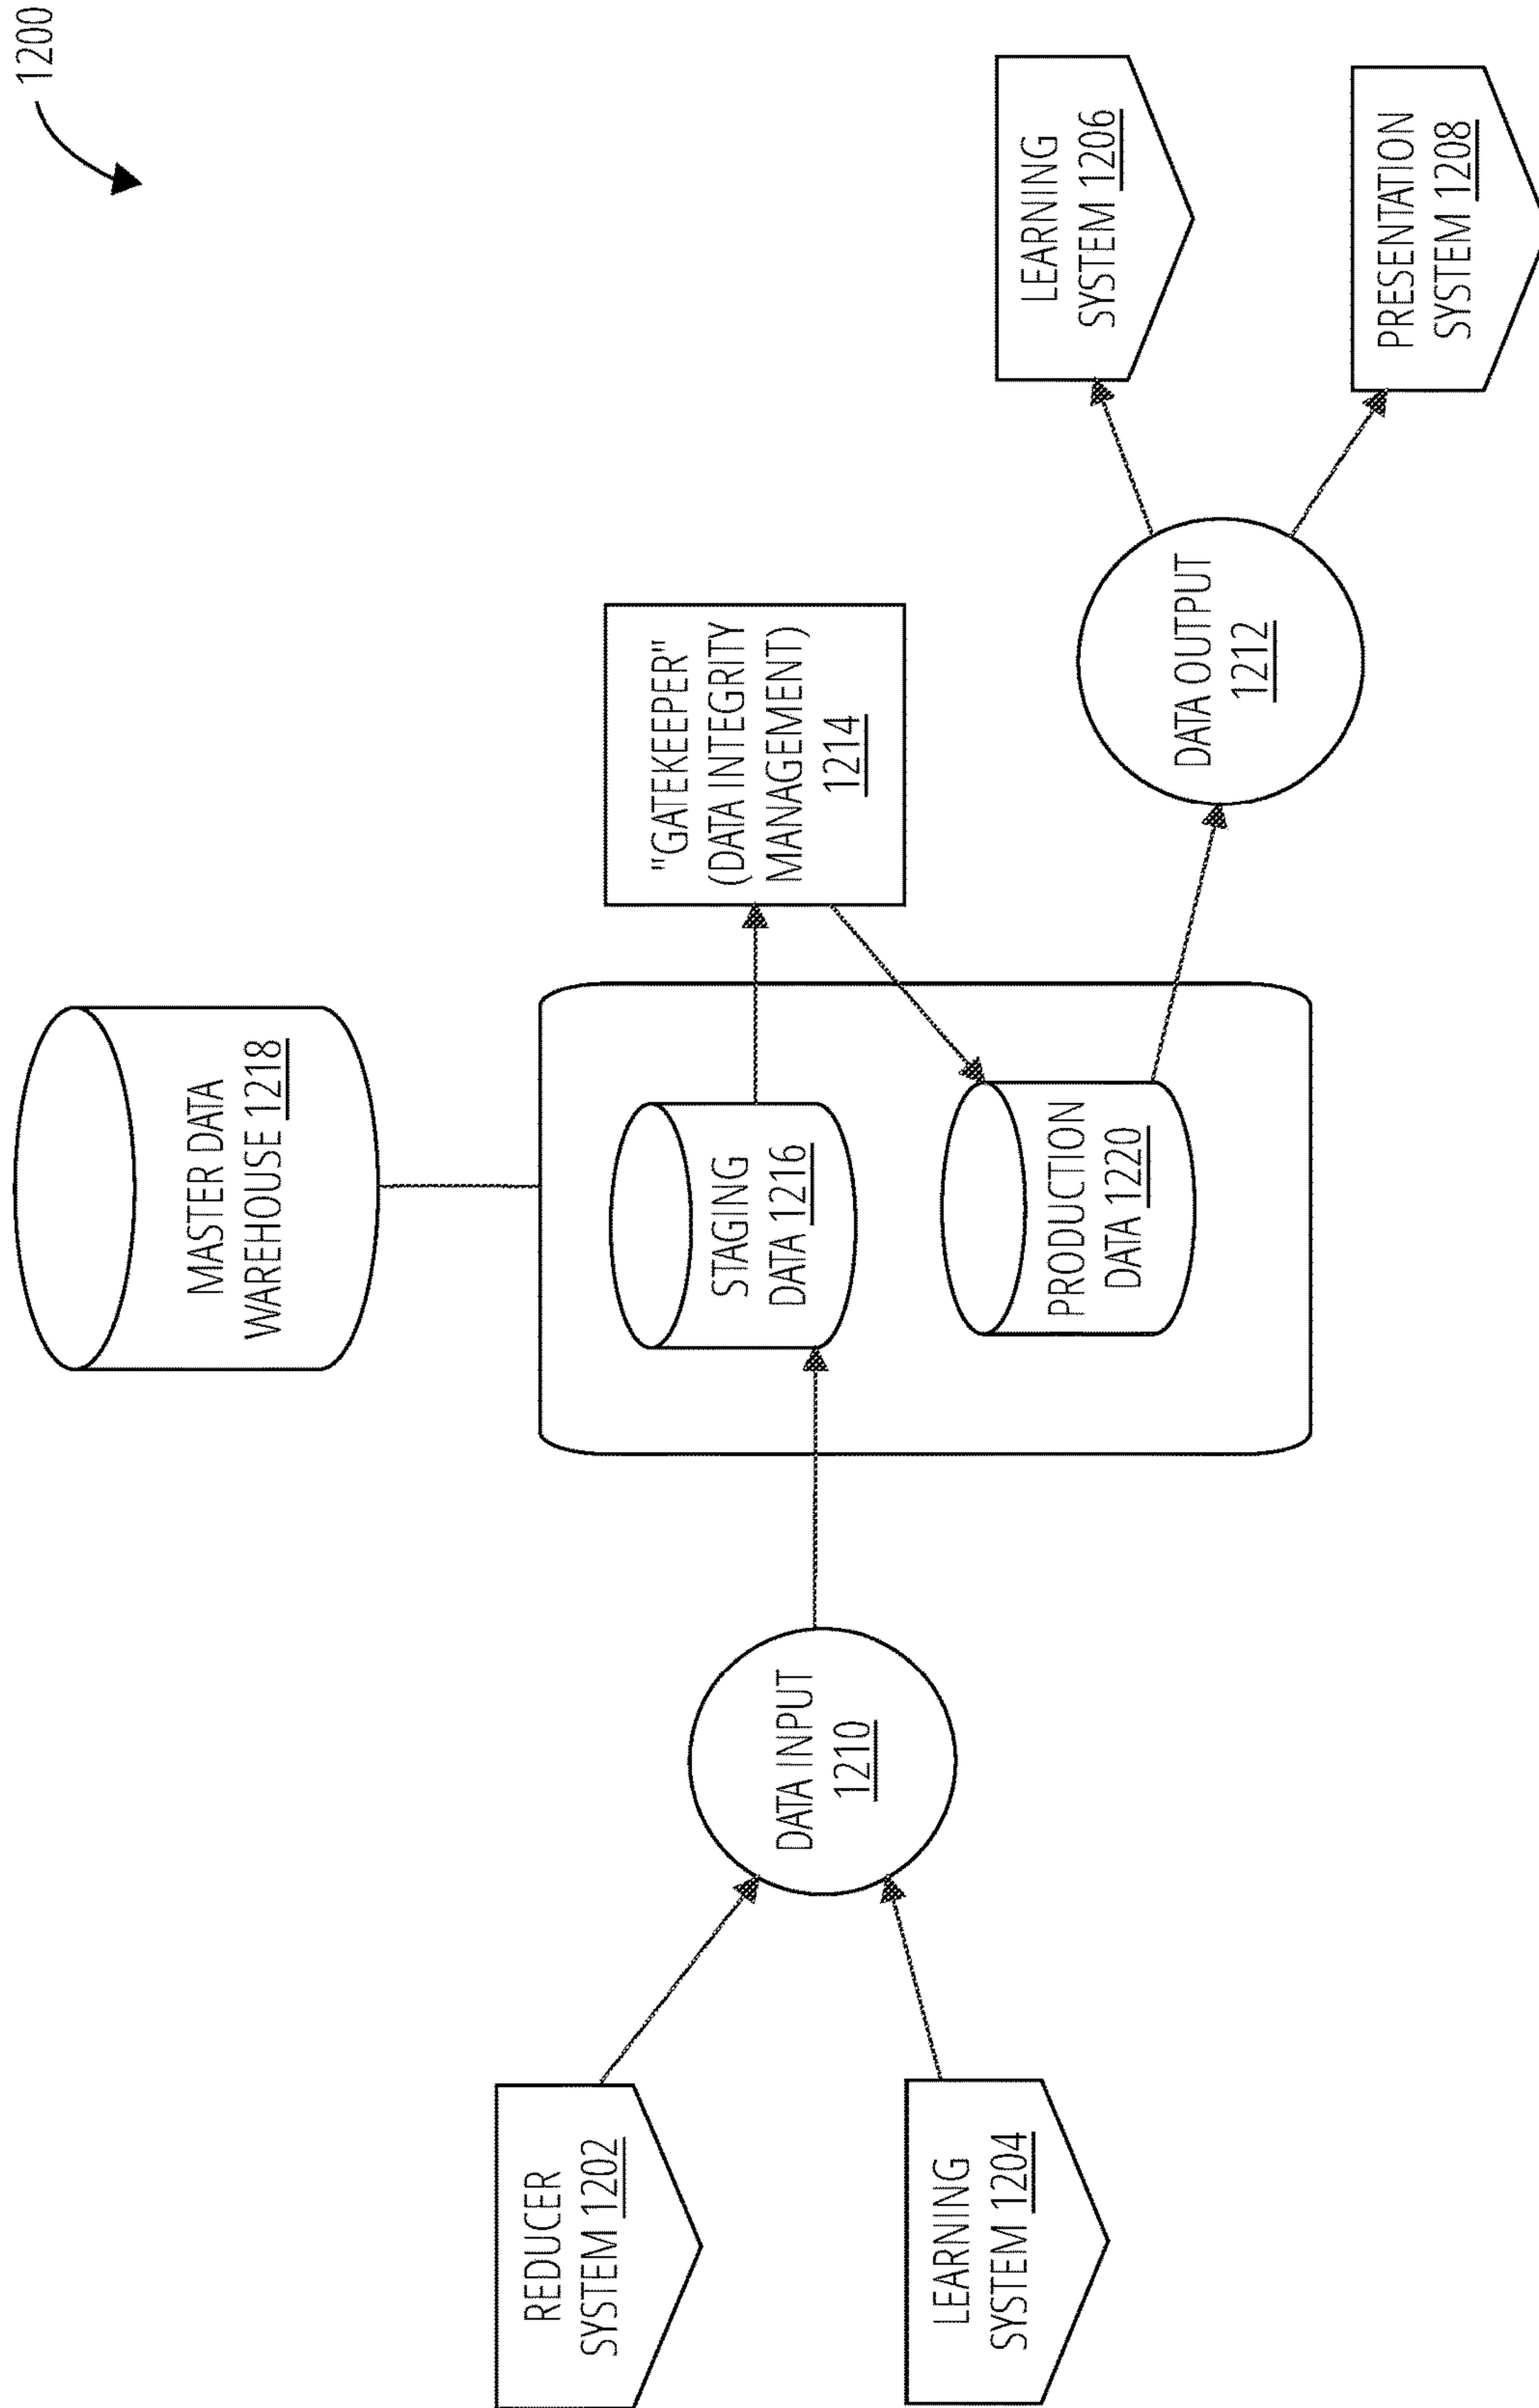 1200
MASTER DATA
WAREHOUSE 1218
REDUCER
SYSTEM 1202
LEARNING
SYSTEM 1204
DATA INPUT
1210
STAGING
DATA 1216
PRODUCTION
DATA 1220
"GATEKEEPER"
(DATA INTEGRITY
MANAGEMENT)
1214
DATA OUTPUT
1212
LEARNING
SYSTEM 1206
PRESENTATION
SYSTEM 1208